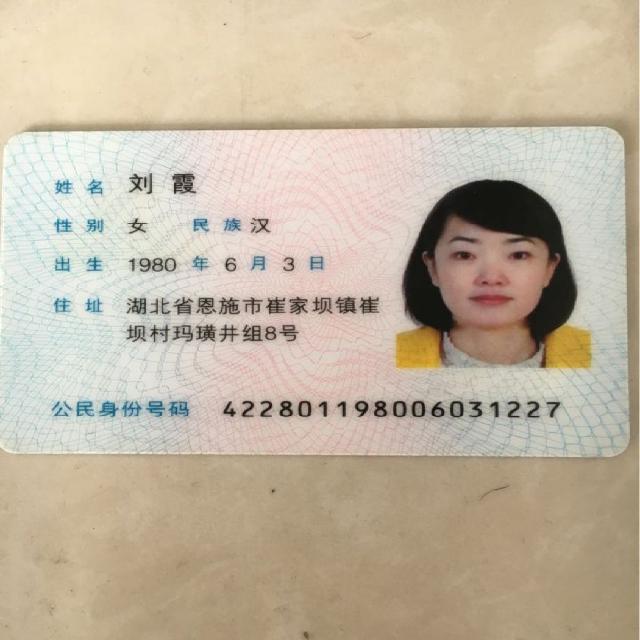 姓名 刘霞
性别 女 民族 汉
出生 1980 年 6 月 3 日
住址 湖北省恩施市崔家坝镇崔
坝村玛璜井组8号
公民身份号码 422801198006031227